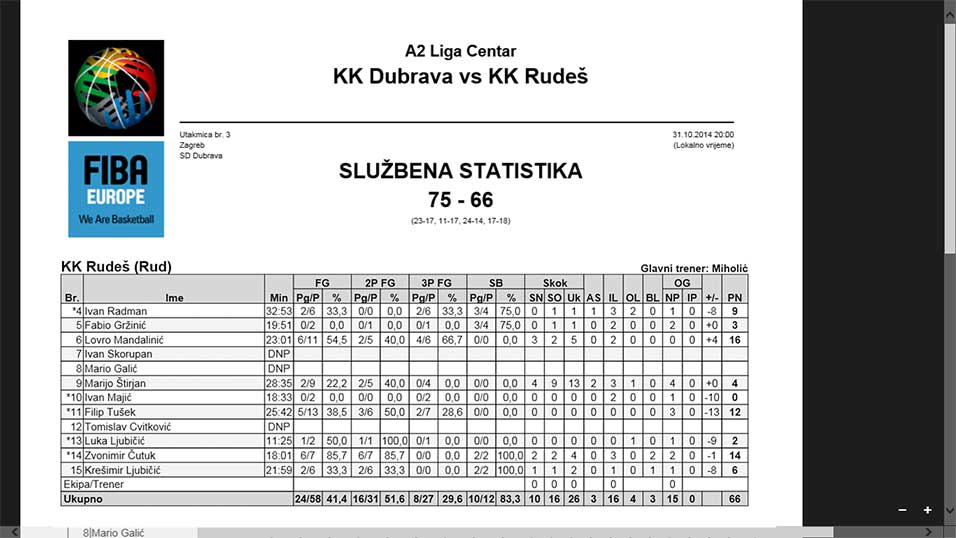 A2 Liga Centar
KK Dubrava vs KK Rudeš
FIBA
EUROPE
We Are Basketball
Utakmica br. 3
Zagreb
SD Dubrava
31.10.2014 20:00
(Lokalno vrijeme)
SLUŽBENA STATISTIKA
75 - 66
(23-17, 11-17, 24-14, 17-18)
KK Rudeš (Rud) Glavni trener: Miholić
FG 2P FG 3P FG SB Skok OG
Br. Ime Min Pg/P % Pg/P % Pg/P % Pg/P % SN SO Uk AS IL OL BL NP IP +/- PN
*4 Ivan Radman 32:53 2/6 33,3 0/0 0,0 2/6 33,3 3/4 75,0 0 1 1 1 3 2 0 1 0 -8 9
5 Fabio Gržinić 19:51 0/2 0,0 0/1 0,0 0/1 0,0 3/4 75,0 0 1 1 0 2 0 0 2 0 +0 3
6 Lovro Mandalinić 23:01 6/11 54,5 2/5 40,0 4/6 66,7 0/0 0,0 3 2 5 0 2 0 0 0 0 +4 16
7 Ivan Skorupan DNP
8 Mario Galić DNP
9 Marijo Štirjan 28:35 2/9 22,2 2/5 40,0 0/4 0,0 0/0 0,0 4 9 13 2 3 1 0 4 0 +0 4
*10 Ivan Majić 18:33 0/2 0,0 0/0 0,0 0/2 0,0 0/0 0,0 0 0 0 0 2 0 0 1 0 -10 0
*11 Filip Tušek 25:42 5/13 38,5 3/6 50,0 2/7 28,6 0/0 0,0 0 0 0 0 0 0 0 3 0 -13 12
12 Tomislav Cvitković DNP
*13 Luka Ljubičić 11:25 1/2 50,0 1/1 100,0 0/1 0,0 0/0 0,0 0 0 0 0 0 1 0 1 0 -9 2
*14 Zvonimir Čutuk 18:01 6/7 85,7 6/7 85,7 0/0 0,0 2/2 100,0 2 2 4 0 3 0 2 2 0 -1 14
15 Krešimir Ljubičić 21:59 2/6 33,3 2/6 33,3 0/0 0,0 2/2 100,0 1 1 2 0 1 0 1 1 0 -8 6
Ekipa/Trener 0 0 0 0 0
Ukupno 24/58 41,4 16/31 51,6 8/27 29,6 10/12 83,3 10 16 26 3 16 4 3 15 0 66
8 Mario Galić